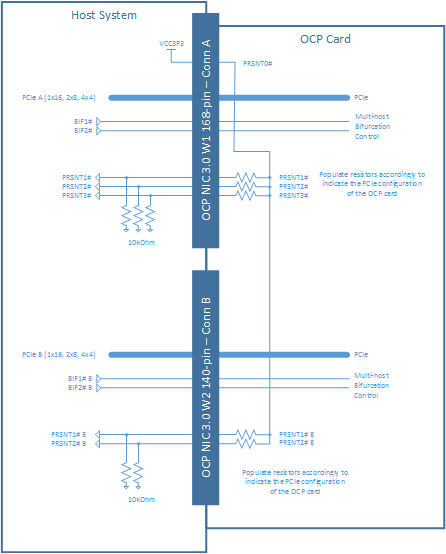 Host System
OCP Card
VCC3P3
PRSNT0#
OCP NIC 3.0 W1 168-pin – Conn A
PCIe A (1x16, 2x8, 4x4)
PCIe
BIF1#
BIF2#
Multi-host
Bifurcation
Control
PRSNT1#
PRSNT2#
PRSNT3#
PRSNT1#
PRSNT2#
PRSNT3#
Populate resistors accordingly to
indicate the PCIe configuration
of the OCP card
10kOhm
OCP NIC 3.0 W2 140-pin – Conn B
PCIe B (1x16, 2x8, 4x4)
PCIe
BIF1# B
BIF2# B
Multi-host
Bifurcation
Control
PRSNT1# B
PRSNT2# B
PRSNT1# B
PRSNT2# B
Populate resistors accordingly to
indicate the PCIe configuration
of the OCP card
10kOhm